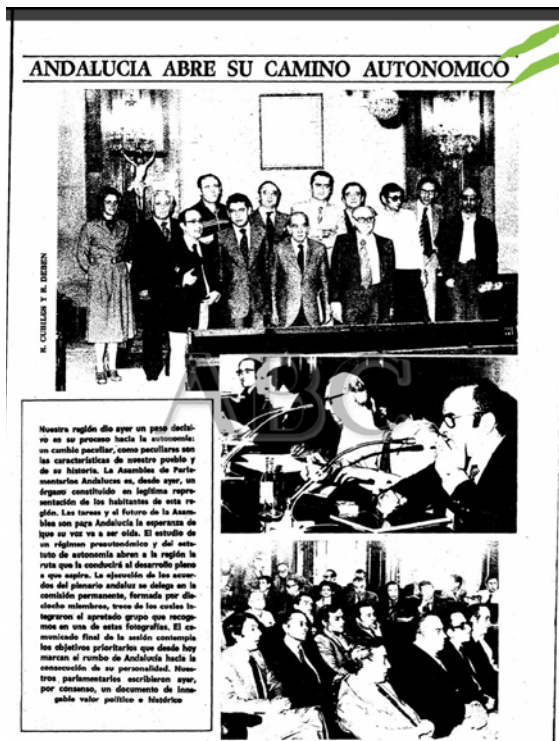 ANDALUCIA ABRE SU CAMINO AUTONOMICO
R. CUBILES Y R. DEBEN
ABC
Nuestra región dio ayer un paso decisi-
vo en su proceso hacia la autonomía:
un cambio peculiar, como peculiares son
las características de nuestro pueblo y
de su historia. La Asamblea de Parla-
mentarios Andaluces es, desde ayer, un
órgano constituido en legítima repre-
sentación de los habitantes de esta re-
gión. Las tareas y el futuro de la Asam-
blea son para Andalucía la esperanza de
que su voz va a ser oída. El estudio de
un régimen preautonómico y del esta-
tuto de autonomía abren a la región la
ruta que la conducirá al desarrollo pleno
a que aspira. La ejecución de los acuer-
dos del plenario andaluz se delega en la
comisión permanente, formada por die-
ciocho miembros, trece de los cuales in-
tegraron el apretado grupo que recoge-
mos en una de estas fotografías. El co-
municado final de la sesión contempla
los objetivos prioritarios que desde hoy
marcan el rumbo de Andalucía hacia la
consecución de su personalidad. Nues-
tros parlamentarios escribieron ayer,
por consenso, un documento de inne-
gable valor político e histórico